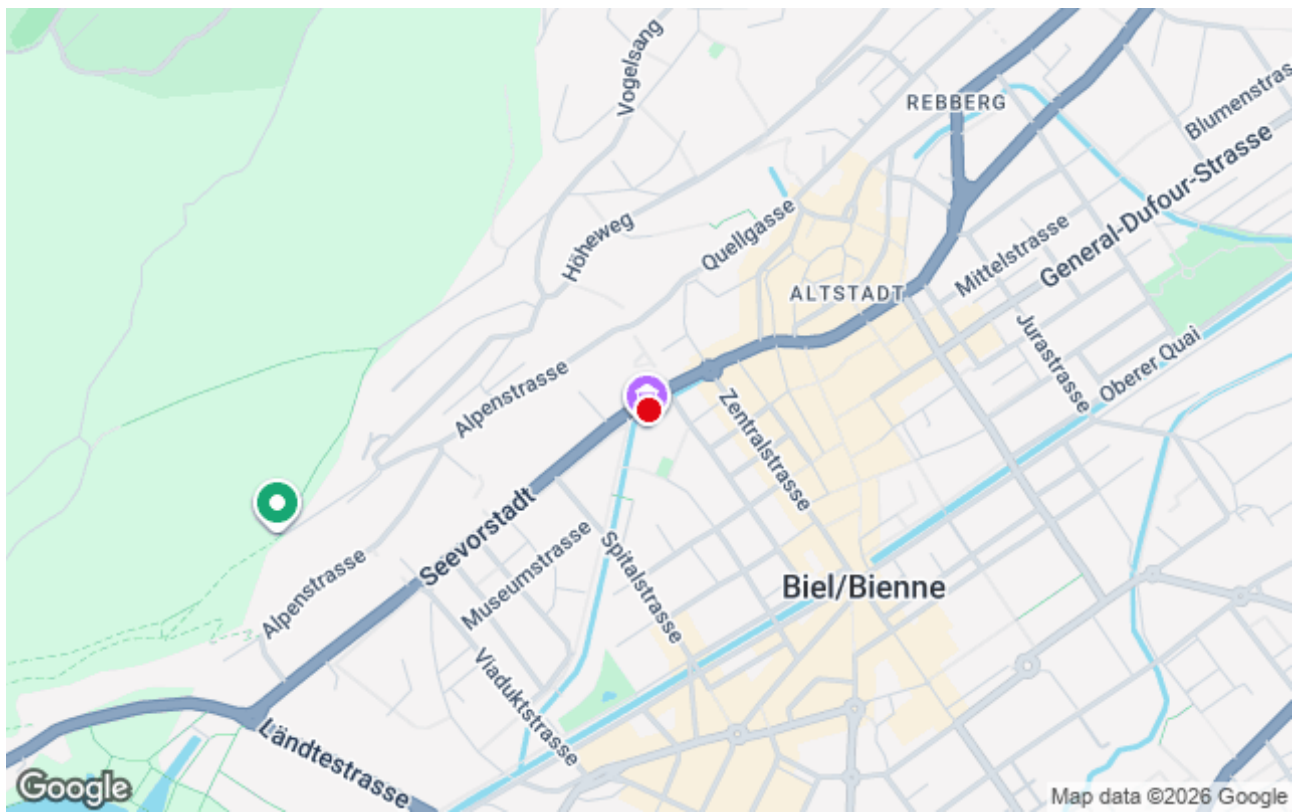 Vogelsang
REBBERG
Blumenstras
Höheweg
Quellgasse
General-Dufour-Strasse
Mittelstrasse
ALTSTADT
Jurastrasse
Oberer Quai
Alpenstrasse
Zentralstrasse
Seevorstadt
Museumstrasse
Spitalstrasse
Biel/Bienne
Alpenstrasse
Viaduktstrasse
Ländtestrasse
Google
Map data ©2026 Google